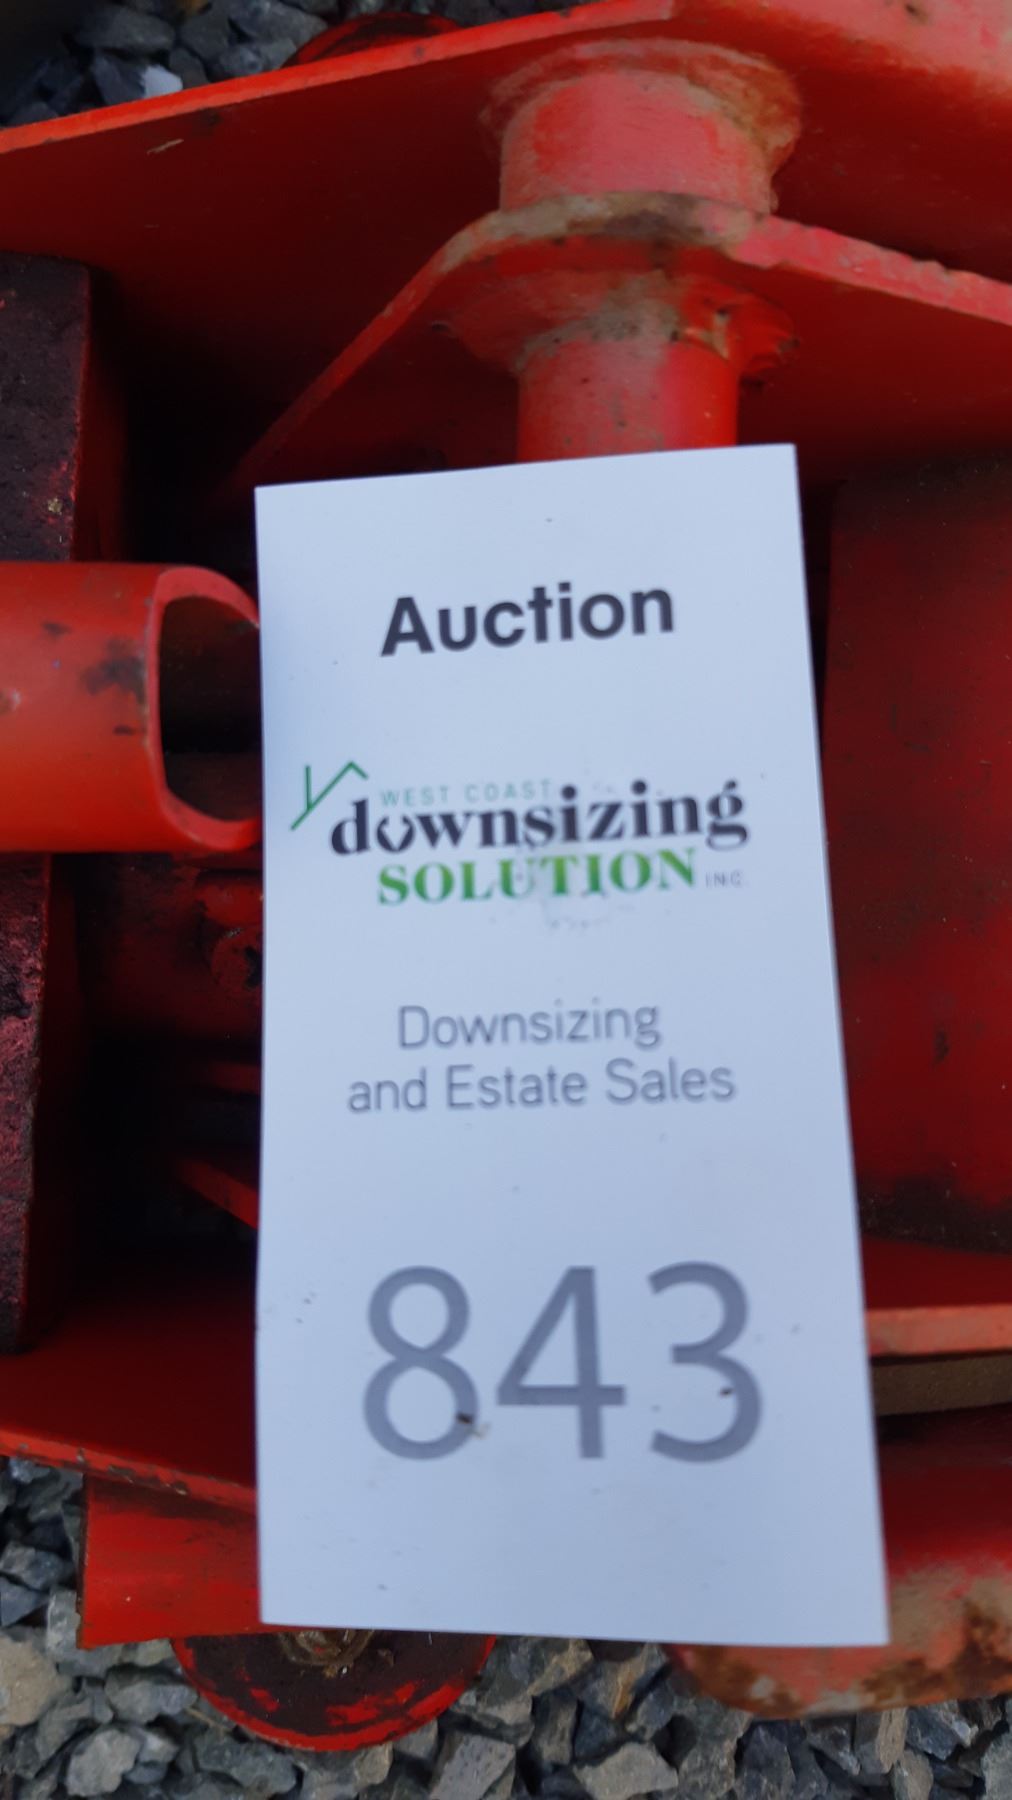 Auction
WEST COAST
downsizing
SOLUTION INC.
Downsizing
and Estate Sales
843